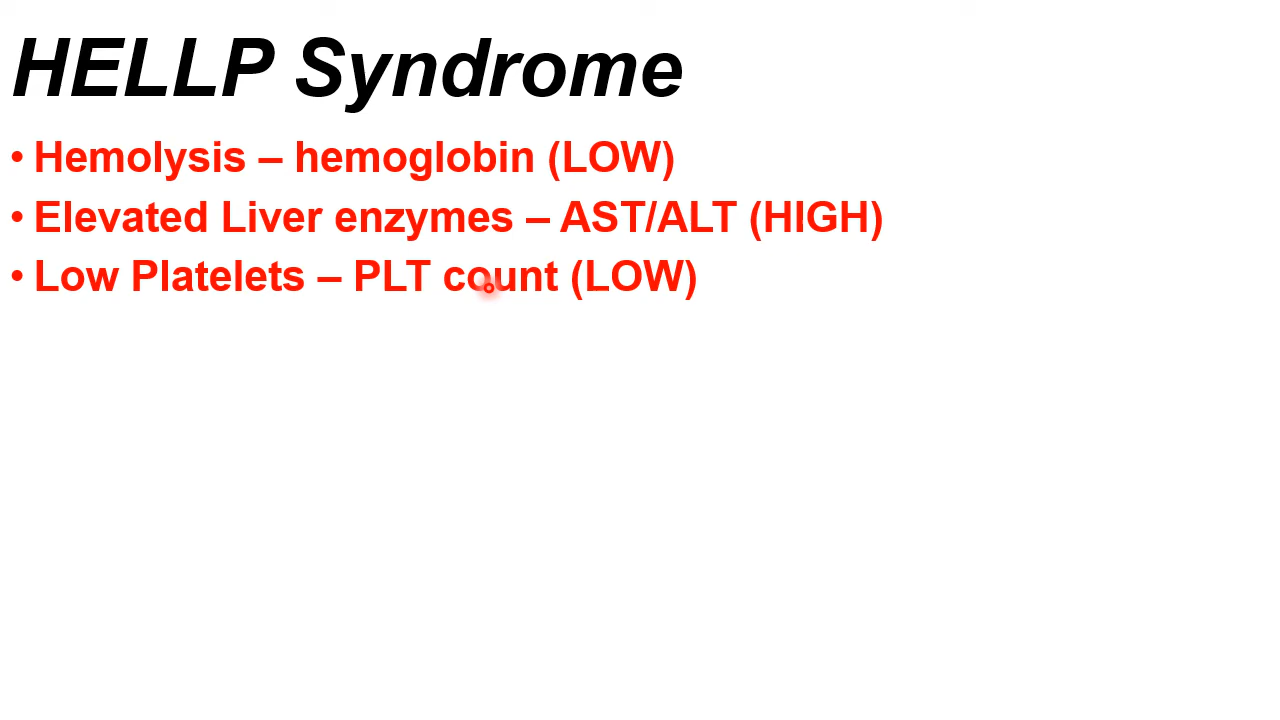 HELLP Syndrome
• Hemolysis – hemoglobin (LOW)
• Elevated Liver enzymes – AST/ALT (HIGH)
• Low Platelets – PLT count (LOW)